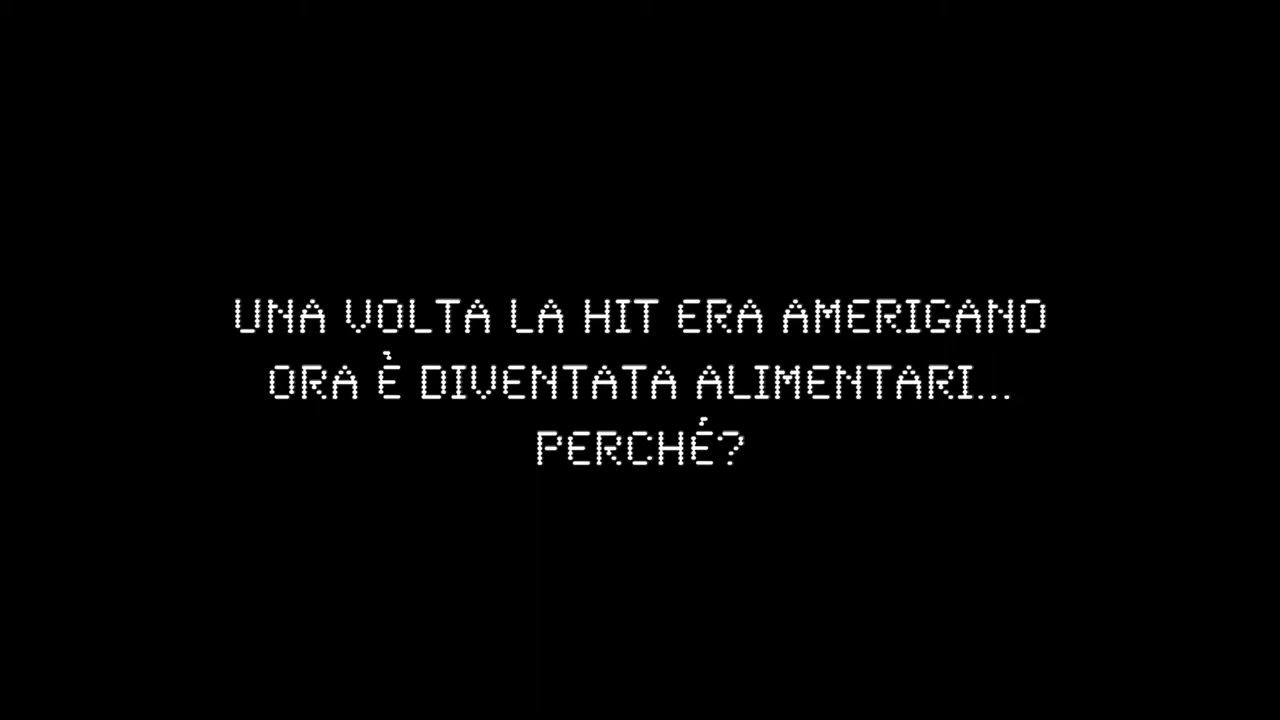 UNA VOLTA LA HIT ERA AMERIGANO
ORA È DIVENTATA ALIMENTARI...
PERCHÉ?